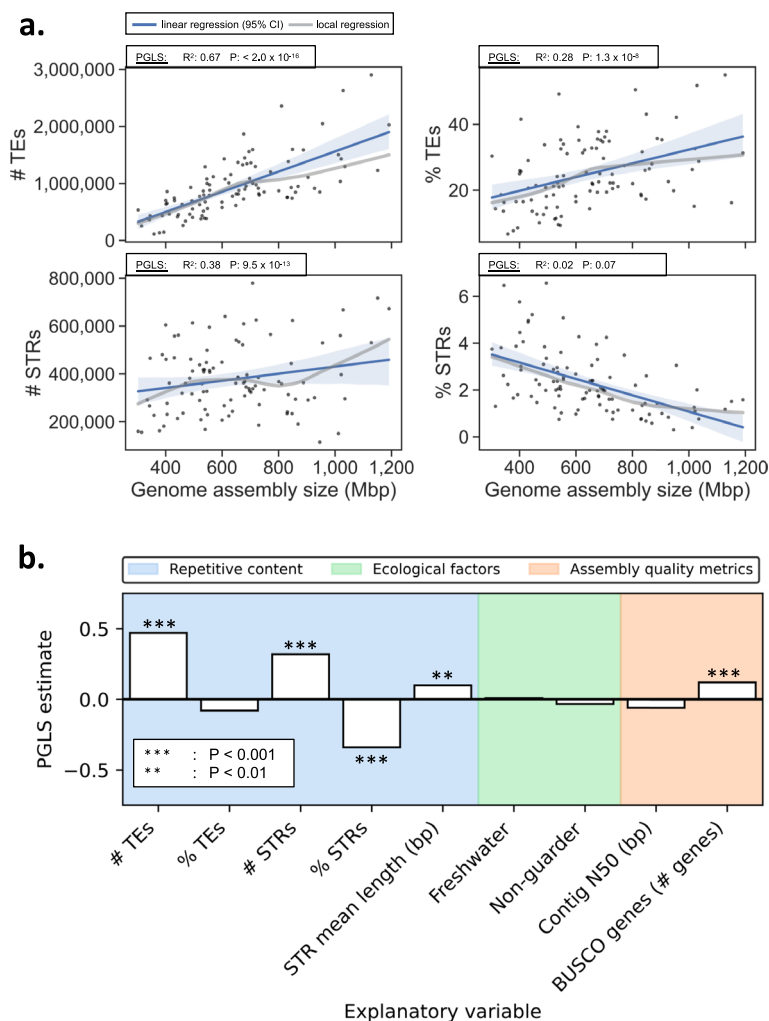 a.
linear regression (95% CI) local regression
PGLS: R²: 0.67 P: < 2.0 x 10⁻¹⁶
PGLS: R²: 0.28 P: 1.3 x 10⁻⁸
# TEs
3,000,000
2,000,000
1,000,000
0
% TEs
40
20
PGLS: R²: 0.38 P: 9.5 x 10⁻¹³
PGLS: R²: 0.02 P: 0.07
# STRs
800,000
600,000
400,000
200,000
% STRs
6
4
2
0
400 600 800 1,000 1,200
400 600 800 1,000 1,200
Genome assembly size (Mbp)
Genome assembly size (Mbp)
b.
Repetitive content Ecological factors Assembly quality metrics
PGLS estimate
0.5
0.0
−0.5
*** *** ** *** ***
*** : P < 0.001
** : P < 0.01
# TEs
% TEs
# STRs
% STRs
STR mean length (bp)
Freshwater
Non-guarder
Contig N50 (bp)
BUSCO genes (# genes)
Explanatory variable